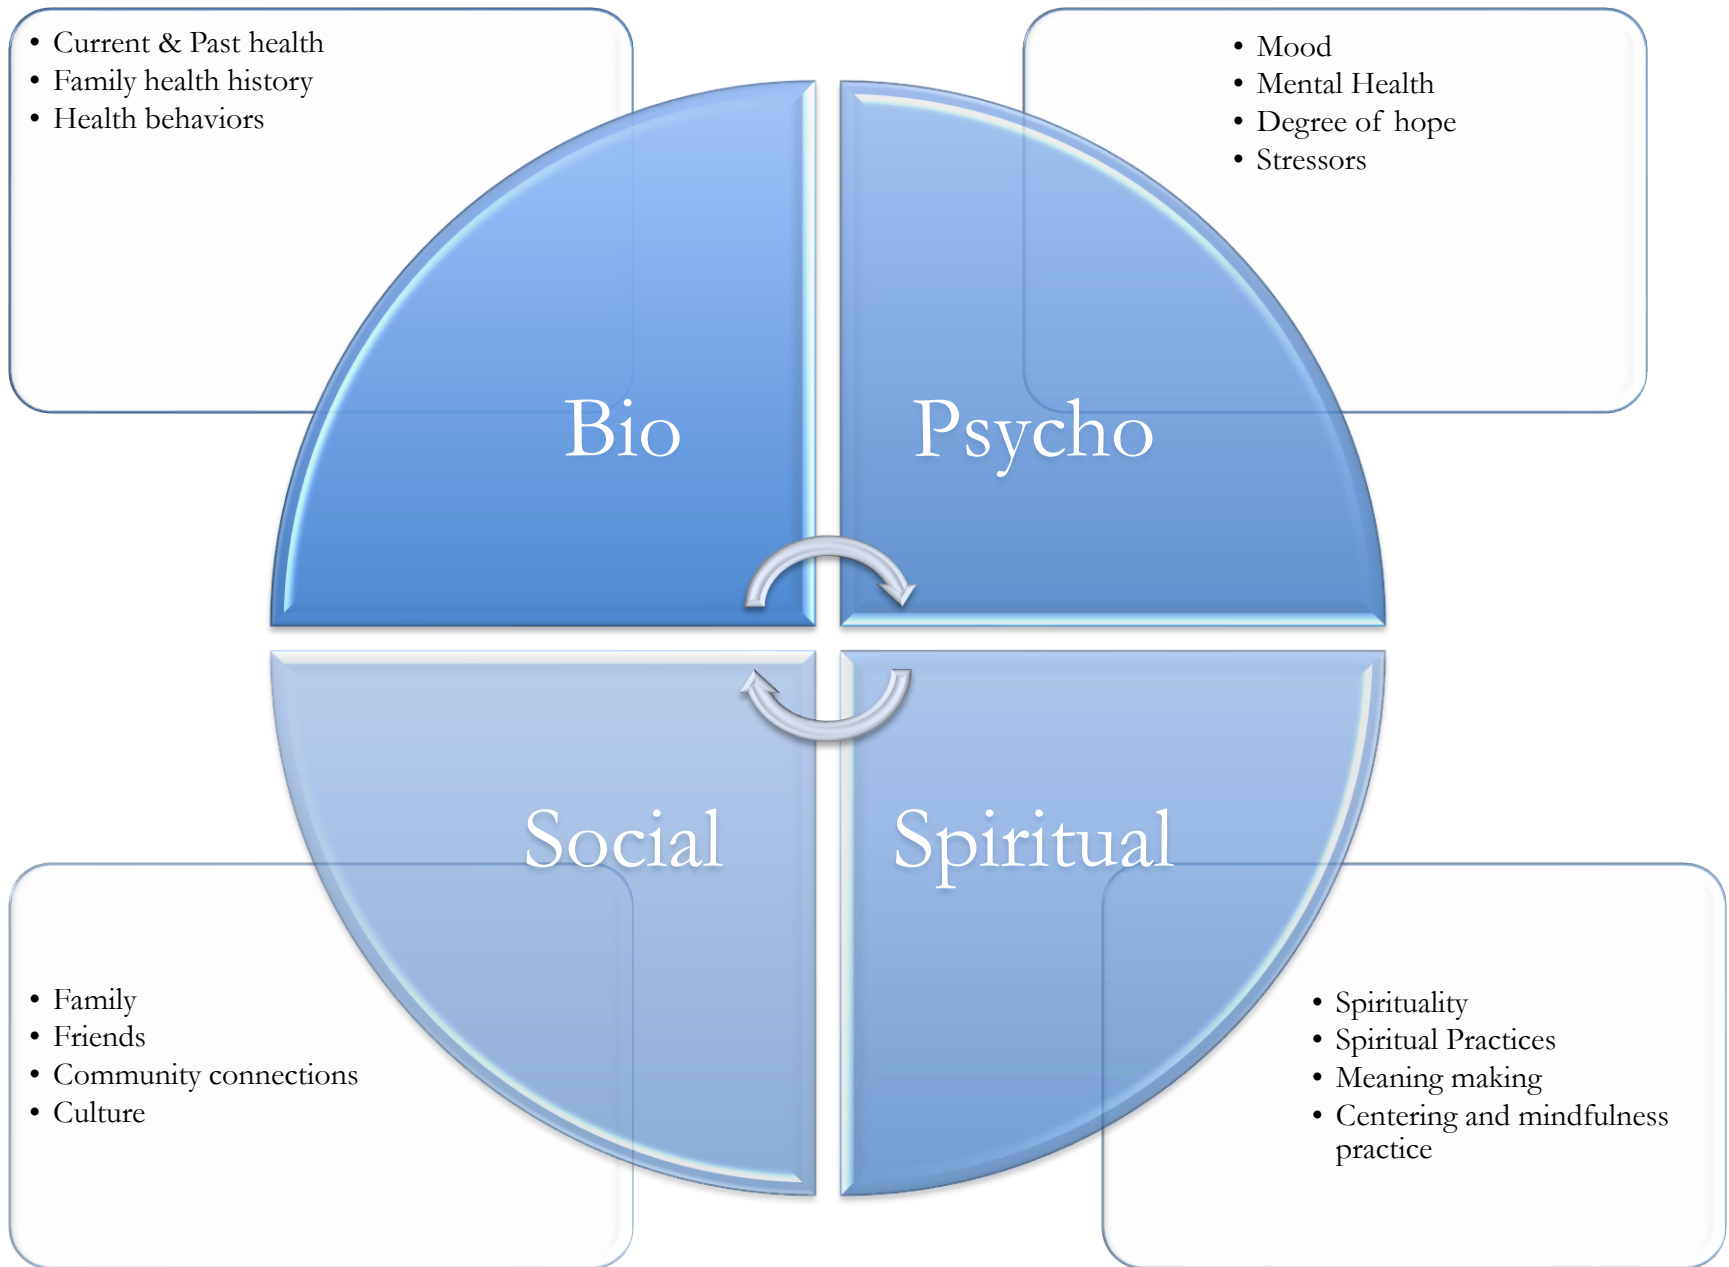 • Current & Past health
• Family health history
• Health behaviors
• Mood
• Mental Health
• Degree of hope
• Stressors
Bio
Psycho
Social
Spiritual
• Family
• Friends
• Community connections
• Culture
• Spirituality
• Spiritual Practices
• Meaning making
• Centering and mindfulness
practice